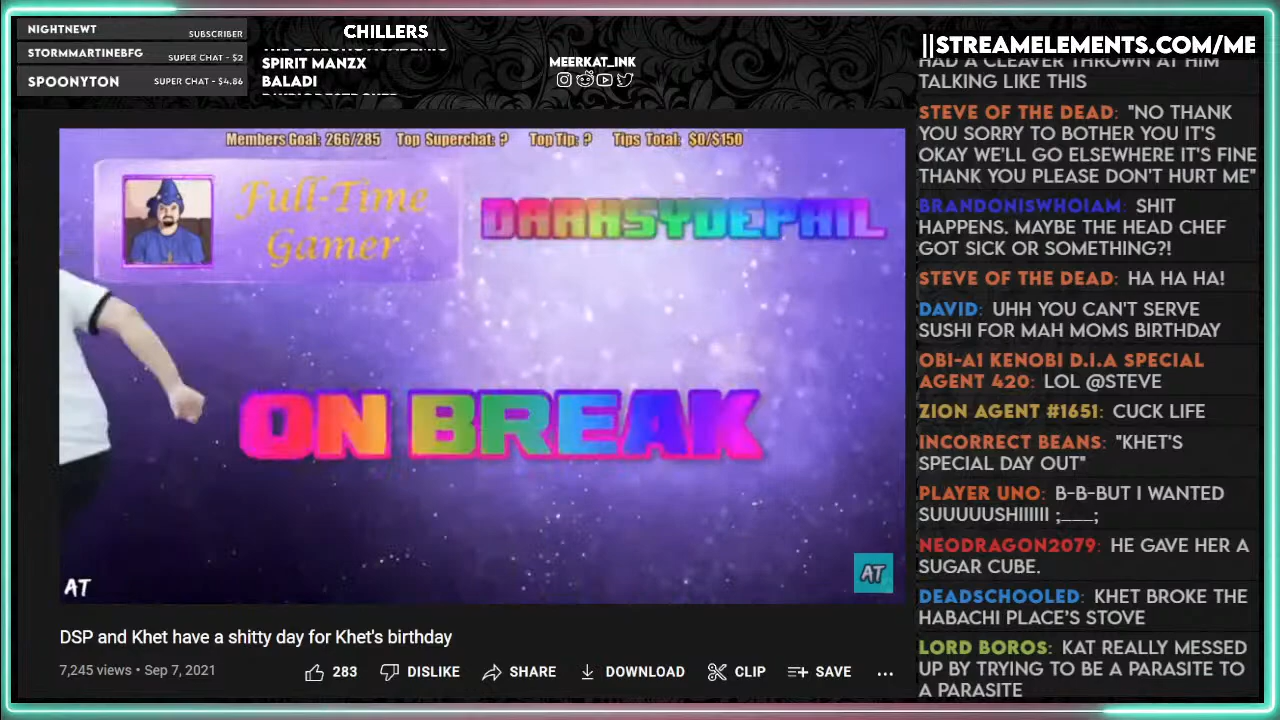 NIGHTNEWT
SUBSCRIBER
STORMMARTINEBFG
SUPER CHAT - $2
SPOONYTON
SUPER CHAT - $4.86
CHILLERS
SPIRIT MANZX
BALADI
MEERKAT_INK
||STREAMELEMENTS.COM/ME
HAD A CLEAVER THROWN AT HIM
TALKING LIKE THIS
STEVE OF THE DEAD: "NO THANK
YOU SORRY TO BOTHER YOU IT'S
OKAY WE'LL GO ELSEWHERE IT'S FINE
THANK YOU PLEASE DON'T HURT ME"
BRANDONISWHOIAM: SHIT
HAPPENS. MAYBE THE HEAD CHEF
GOT SICK OR SOMETHING?!
STEVE OF THE DEAD: HA HA HA!
DAVID: UHH YOU CAN'T SERVE
SUSHI FOR MAH MOMS BIRTHDAY
OBI-AI KENOBI D.I.A SPECIAL
AGENT 420: LOL @STEVE
ZION AGENT #1651: CUCK LIFE
INCORRECT BEANS: "KHET'S
SPECIAL DAY OUT"
PLAYER UNO: B-B-BUT I WANTED
SUUUUUSHIIIIII ;___;
NEODRAGON2079: HE GAVE HER A
SUGAR CUBE.
DEADSCHOOLED: KHET BROKE THE
HABACHI PLACE'S STOVE
LORD BOROS: KAT REALLY MESSED
UP BY TRYING TO BE A PARASITE TO
A PARASITE
Members Goal: 266/285 Top Superchat: ? Top Tip: ? Tips Total: $0/$150
Full-Time
Gamer
DARKSYDEPHIL
ON BREAK
AT
AT
DSP and Khet have a shitty day for Khet's birthday
7,245 views • Sep 7, 2021
283 DISLIKE SHARE DOWNLOAD CLIP SAVE ...